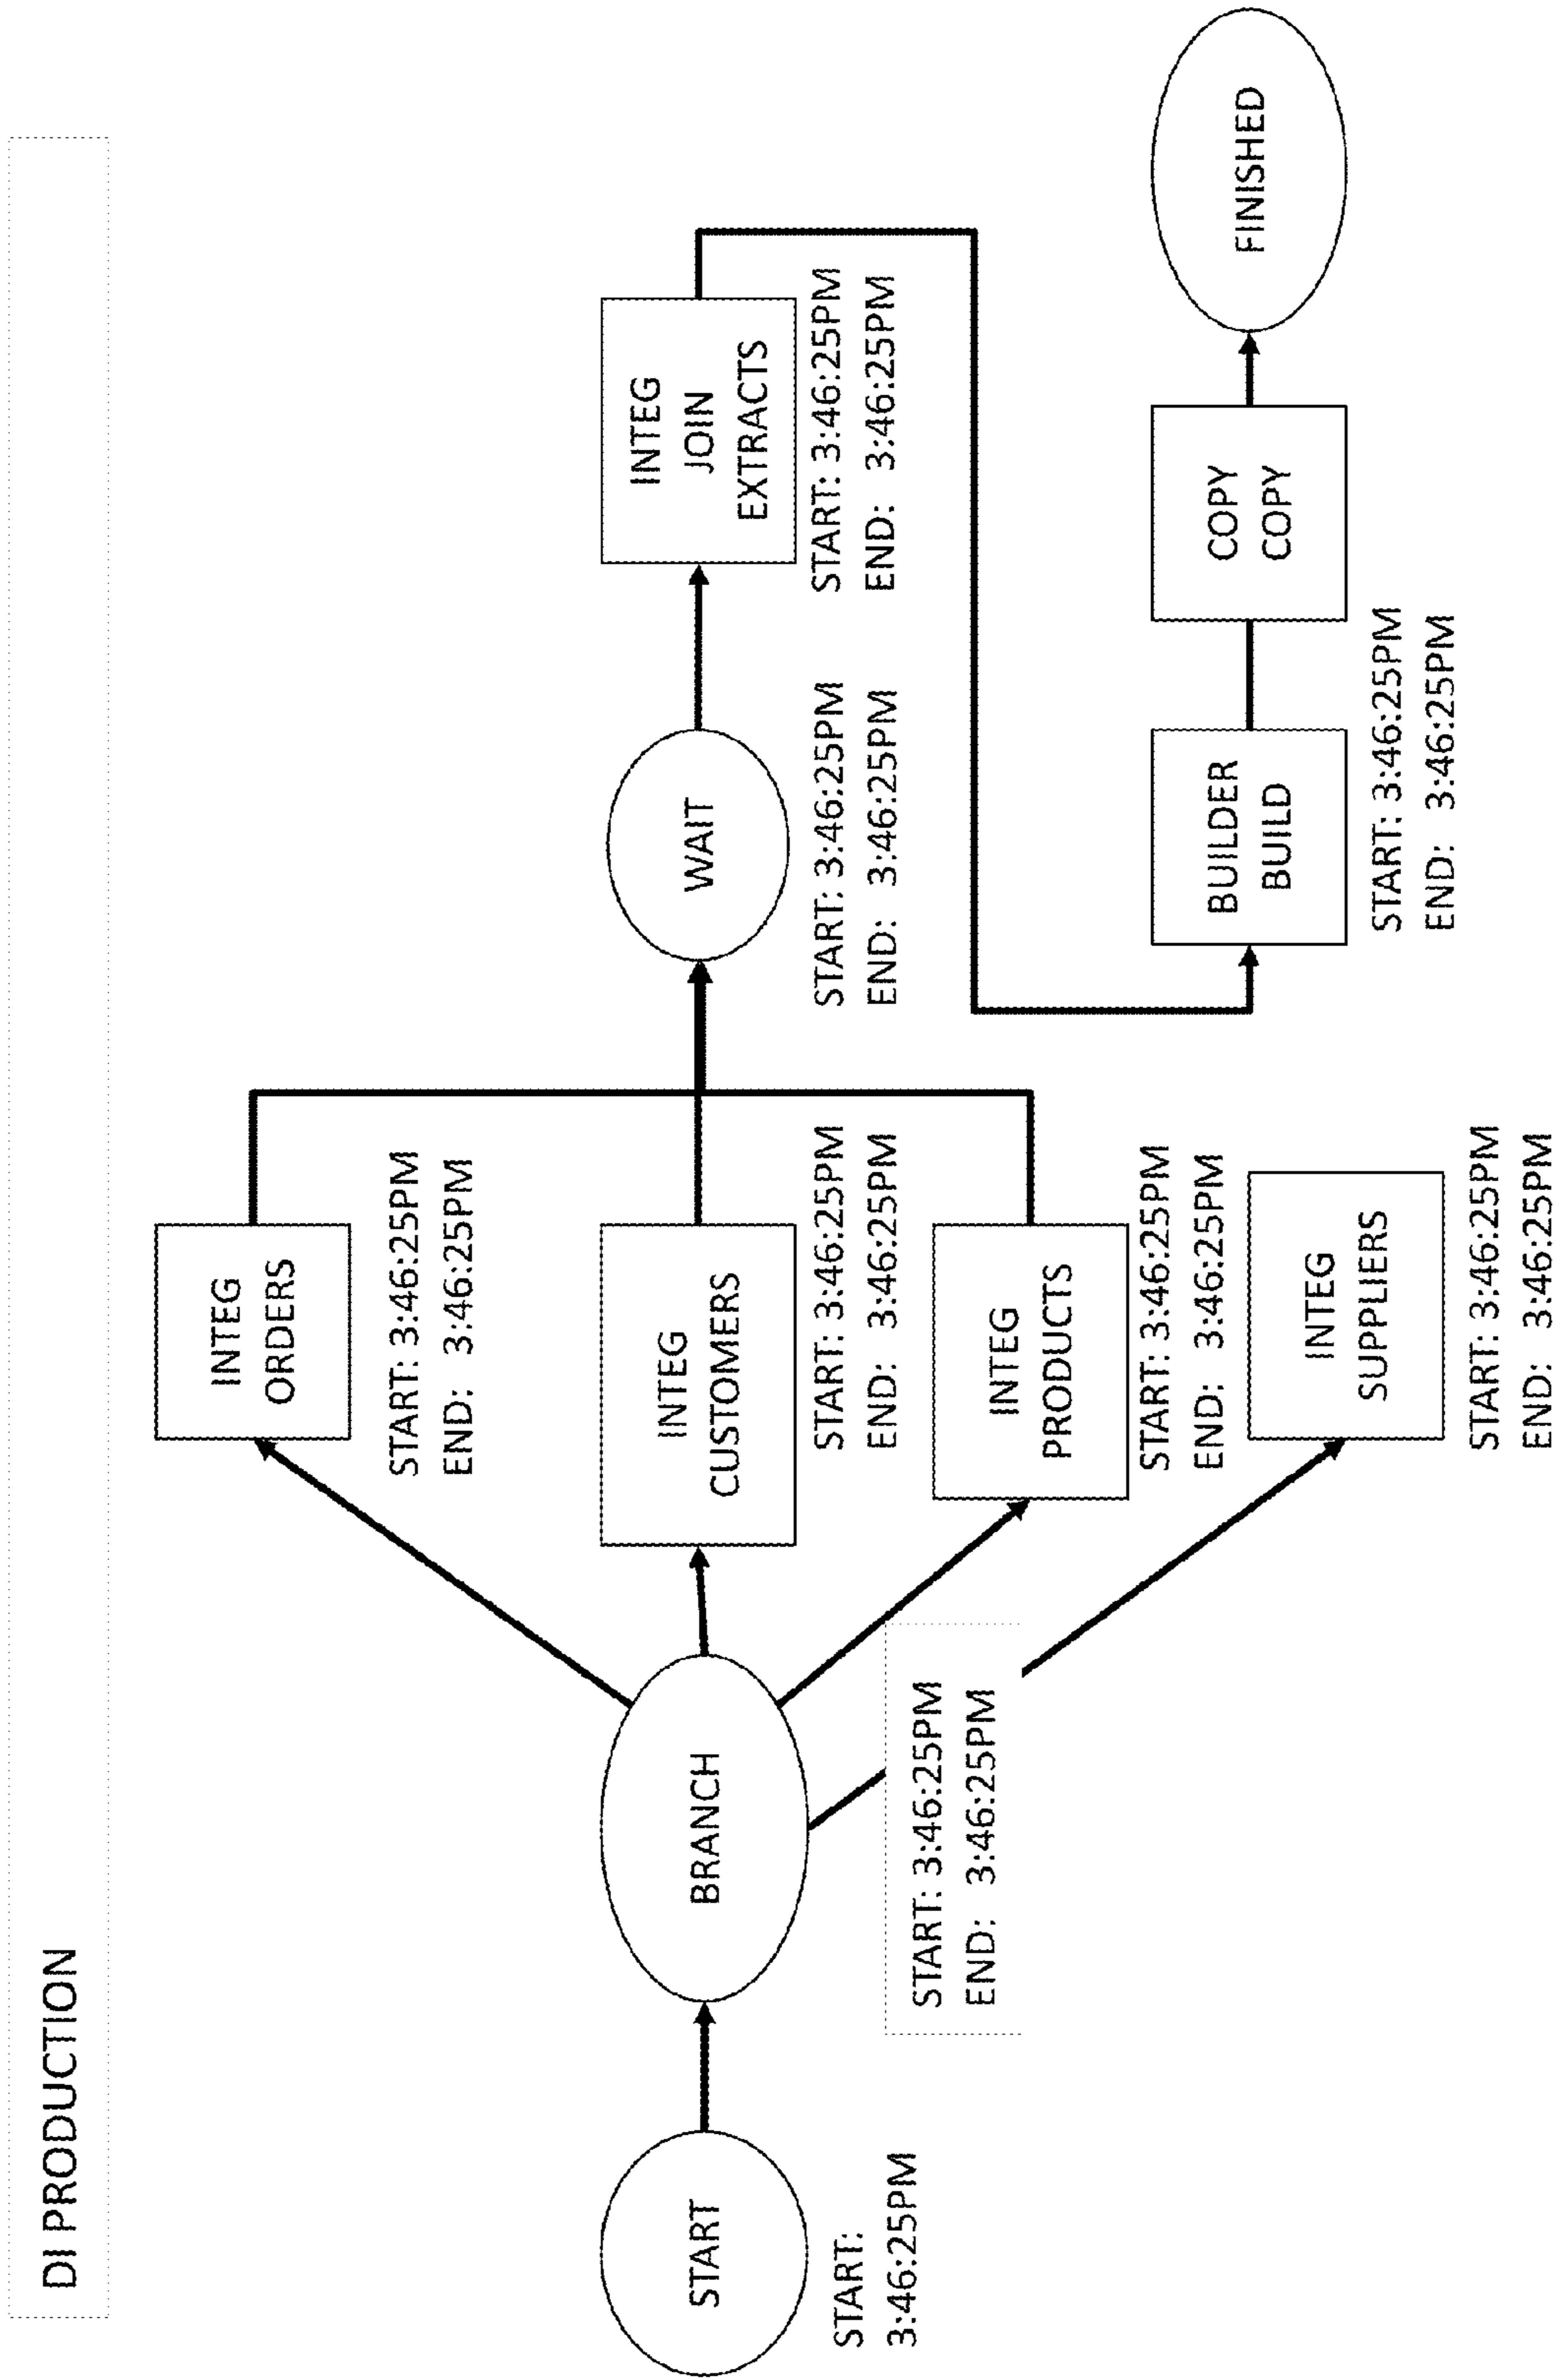 DI PRODUCTION
START
START:
3:46:25PM
BRANCH
START: 3:46:25PM
END: 3:46:25PM
INTEG
ORDERS
START: 3:46:25PM
END: 3:46:25PM
INTEG
CUSTOMERS
START: 3:46:25PM
END: 3:46:25PM
INTEG
PRODUCTS
START: 3:46:25PM
END: 3:46:25PM
INTEG
SUPPLIERS
START: 3:46:25PM
END: 3:46:25PM
WAIT
START: 3:46:25PM
END: 3:46:25PM
INTEG
JOIN
EXTRACTS
START: 3:46:25PM
END: 3:46:25PM
BUILDER
BUILD
START: 3:46:25PM
END: 3:46:25PM
COPY
COPY
FINISHED